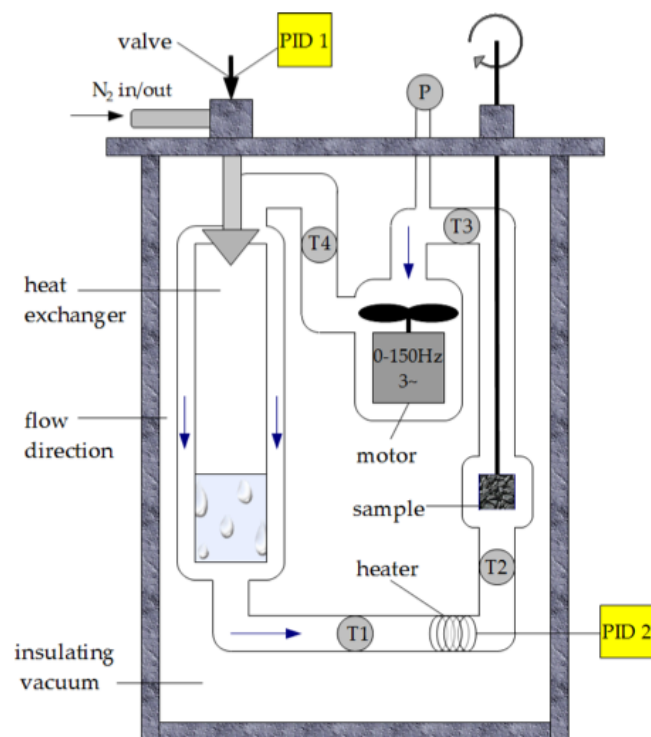 valve
PID 1
N₂ in/out
P
T3
T4
heat
exchanger
0-150Hz
3~
flow
direction
motor
sample
heater
T2
T1
PID 2
insulating
vacuum